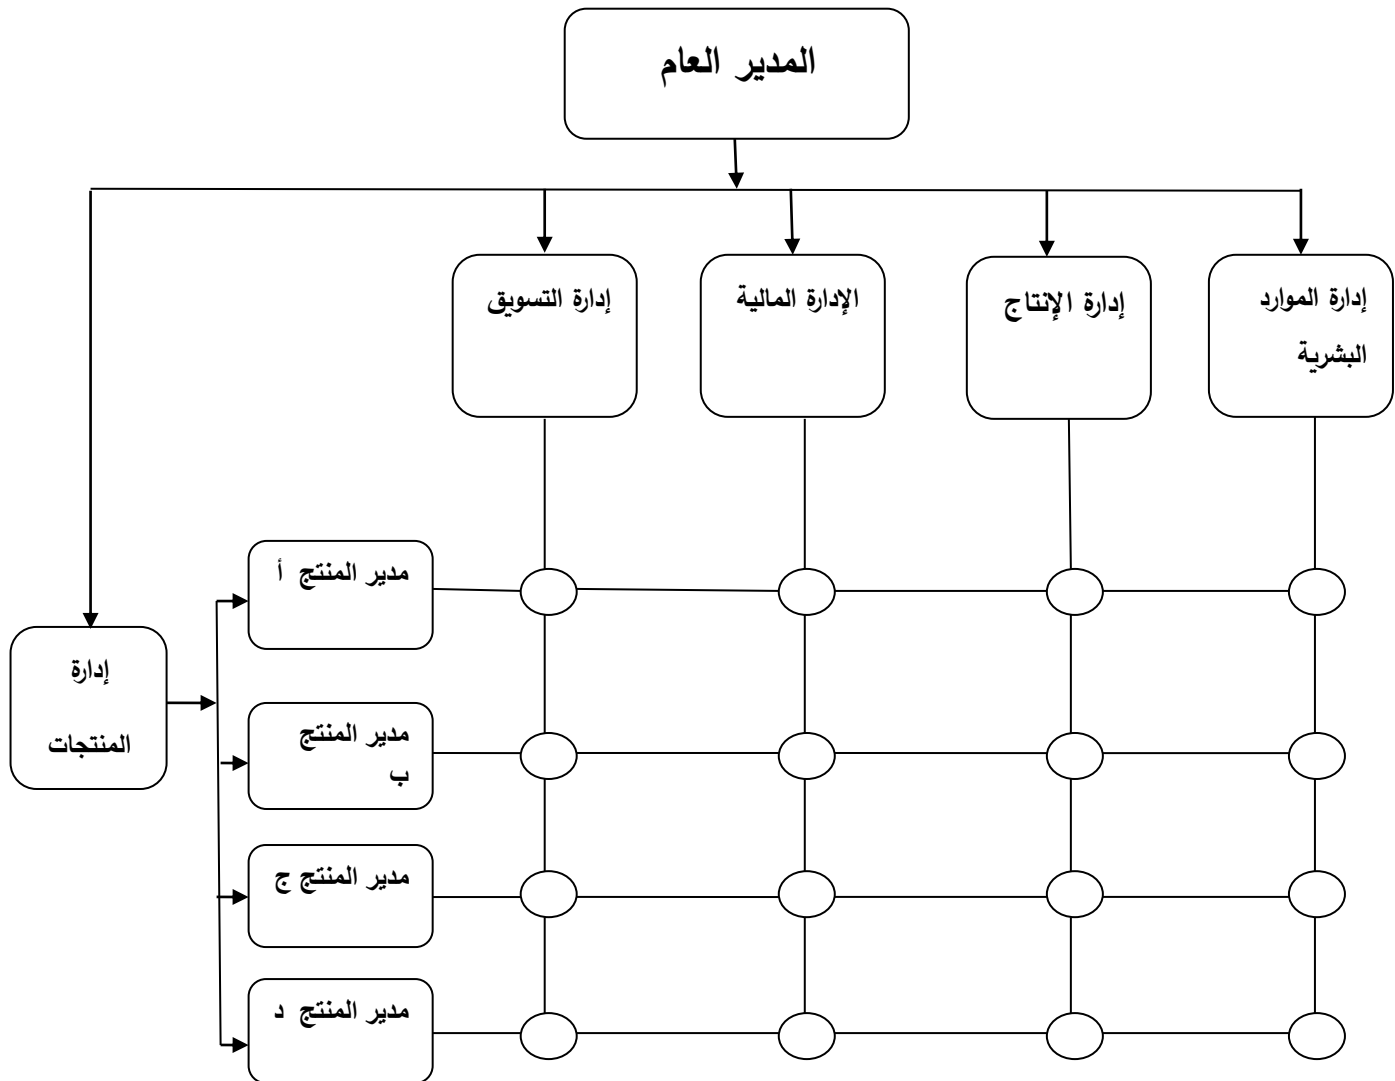 المدير العام
إدارة الموارد
البشرية
إدارة الإنتاج
الإدارة المالية
إدارة التسويق
مدير المنتج أ
إدارة
المنتجات
مدير المنتج
ب
مدير المنتج ج
مدير المنتج د